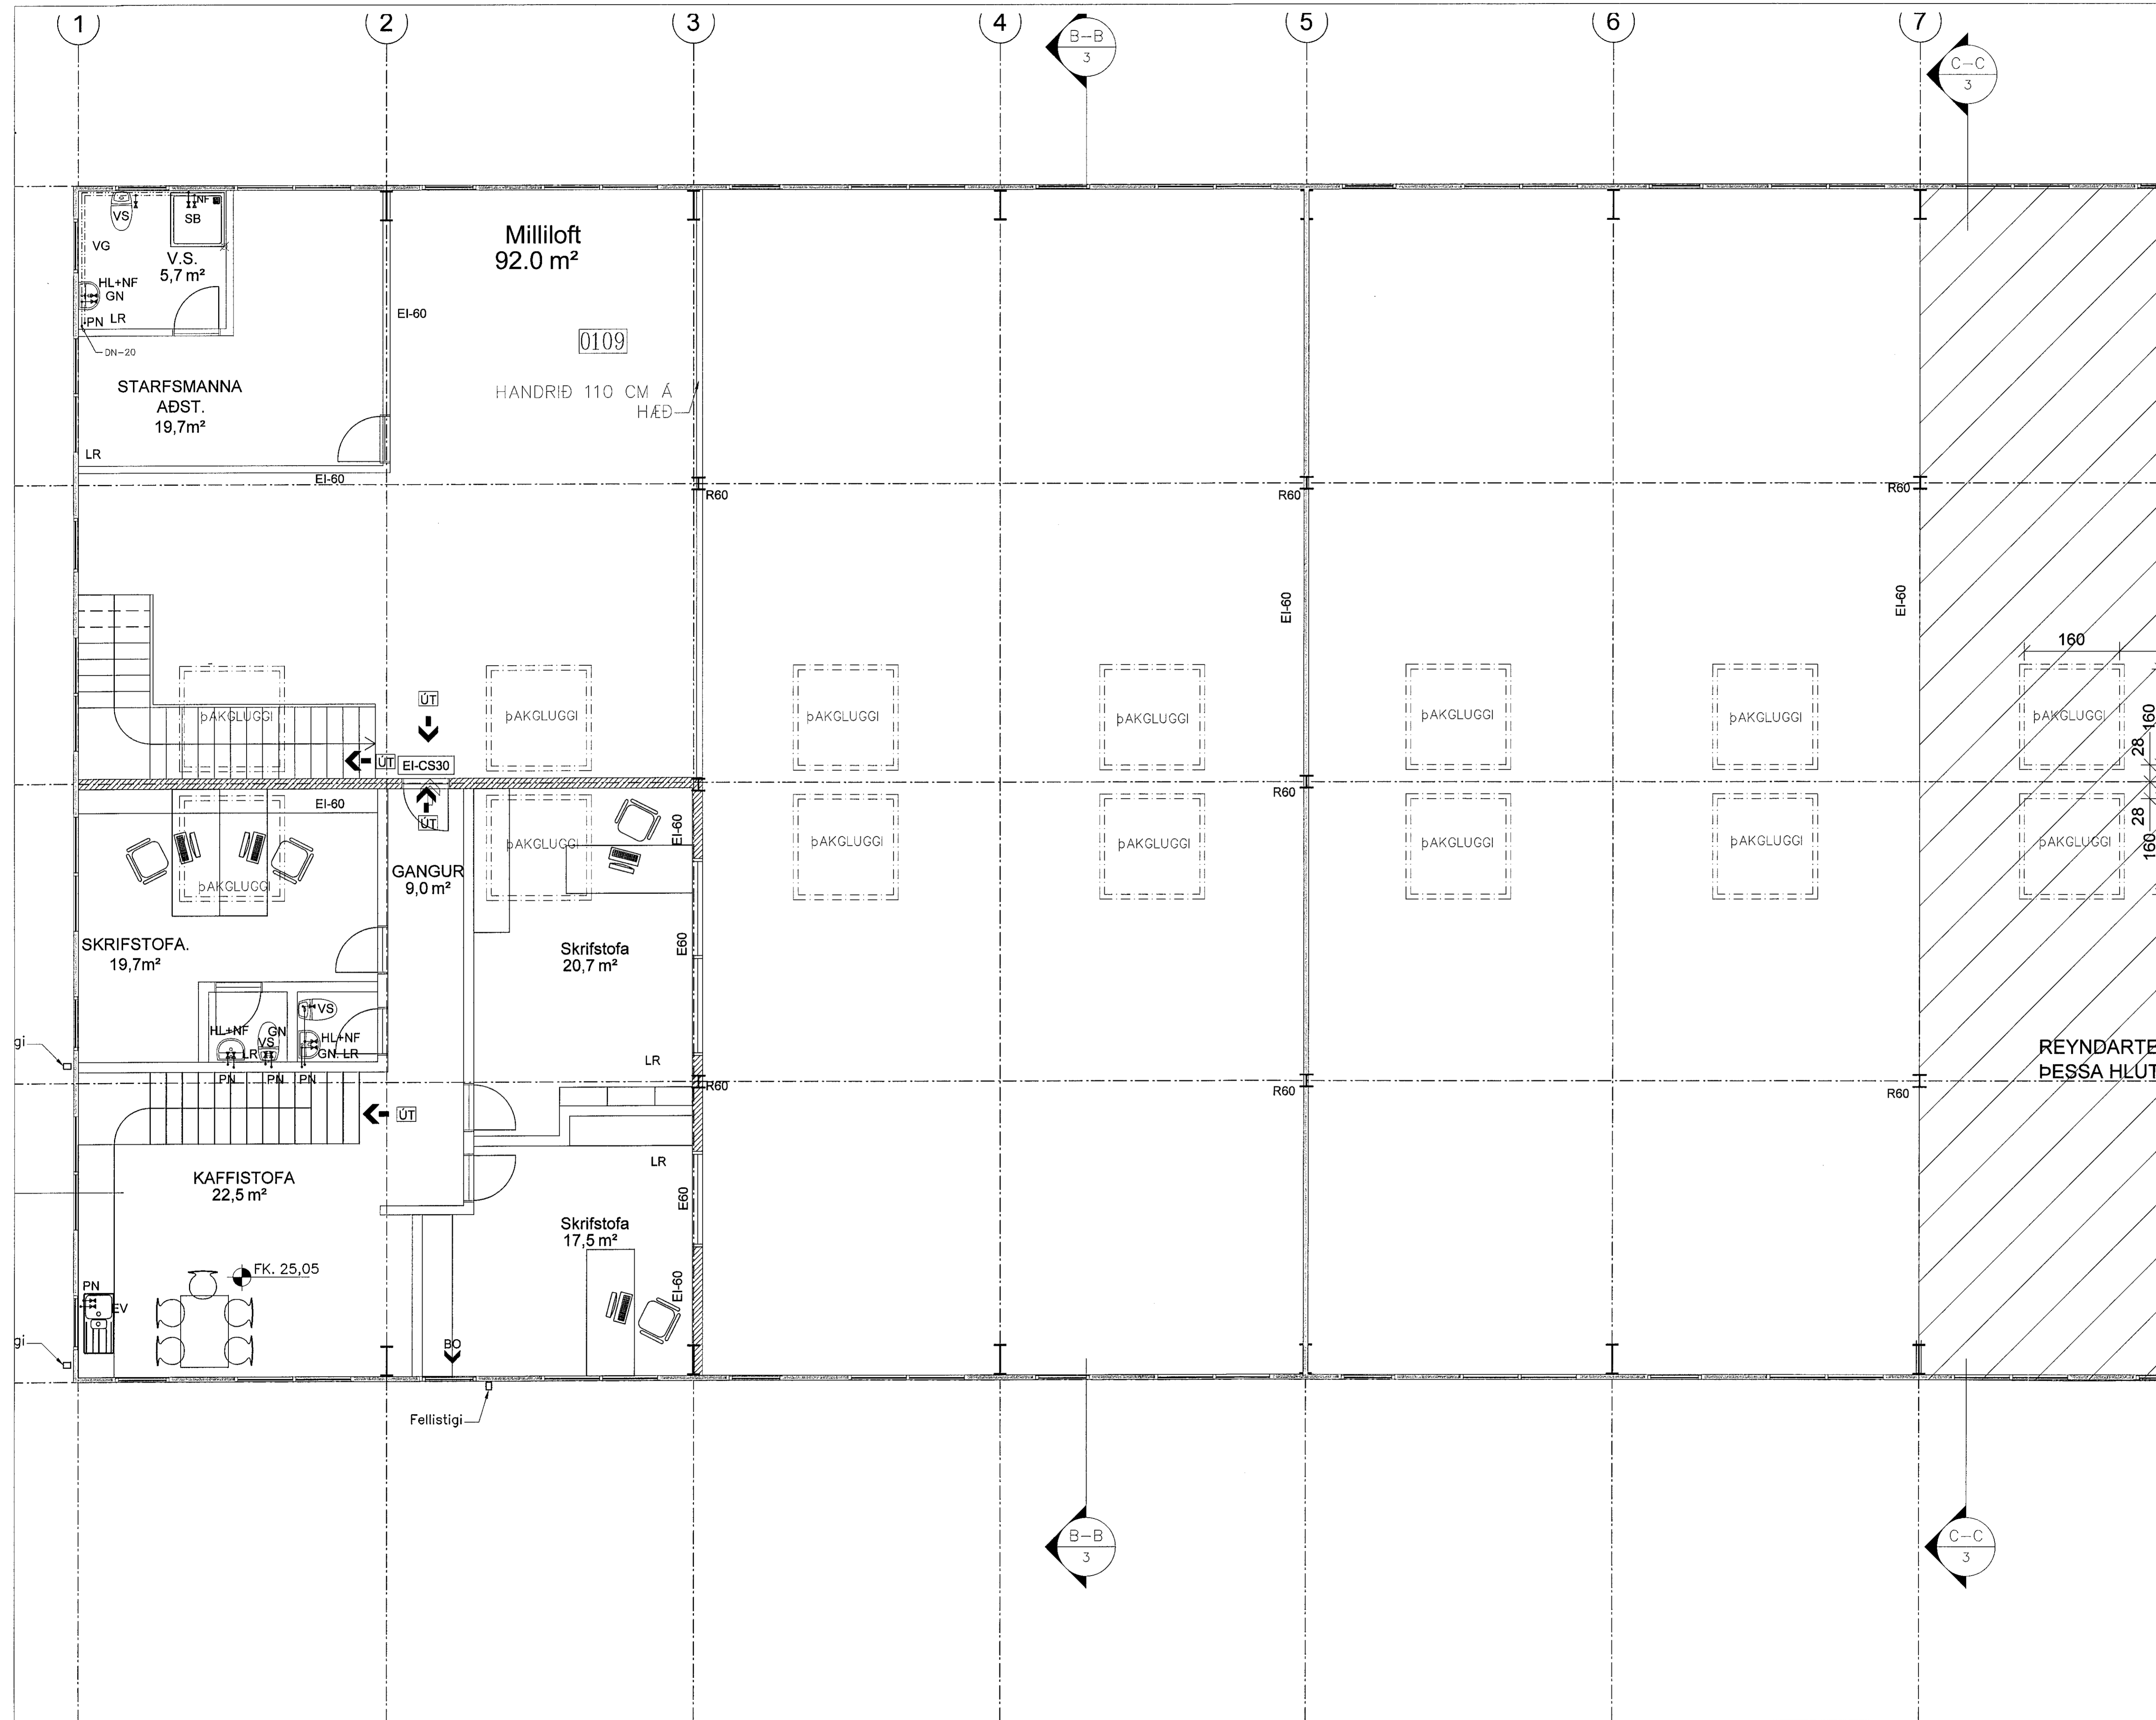 1
2
3
4
5
6
7
B-B
3
C-C
3
VS
NF
SB
VG
V.S.
5,7 m²
HL+NF
GN
PN
LR
DN-20
STARFSMANNA
AÐST.
19,7m²
LR
EI-60
EI-60
Milliloft
92.0 m²
0109
HANDRIÐ 110 CM Á
HÆÐ
R60
R60
R60
EI-60
EI-60
160
ÞAKGLUGGI
ÞAKGLUGGI
ÞAKGLUGGI
ÞAKGLUGGI
ÞAKGLUGGI
ÞAKGLUGGI
ÞAKGLUGGI
160
28
ÚT
ÚT
EI-CS30
R60
EI-60
ÚT
EI-60
28
160
ÞAKGLUGGI
ÞAKGLUGGI
ÞAKGLUGGI
ÞAKGLUGGI
ÞAKGLUGGI
ÞAKGLUGGI
ÞAKGLUGGI
GANGUR
9,0 m²
SKRIFSTOFA.
19,7m²
Skrifstofa
20,7 m²
E60
VS
HL+NF
GN
VS
LR
HL+NF
GN. LR
PN
PN
PN
LR
gi
R60
R60
R60
REYNDARTE
ÞESSA HLUT
ÚT
LR
KAFFISTOFA
22,5 m²
E60
Skrifstofa
17,5 m²
FK. 25,05
EI-60
PN
EV
gi
BO
Fellistigi
B-B
3
C-C
3